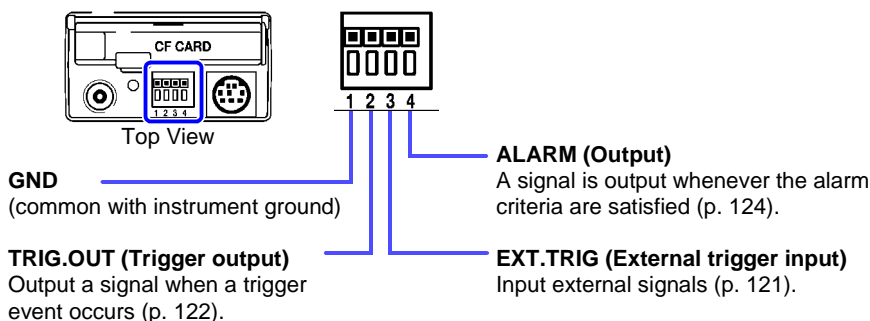 CF CARD
1 2 3 4
Top View
1 2 3 4
GND
(common with instrument ground)
TRIG.OUT (Trigger output)
Output a signal when a trigger
event occurs (p. 122).
ALARM (Output)
A signal is output whenever the alarm
criteria are satisfied (p. 124).
EXT.TRIG (External trigger input)
Input external signals (p. 121).